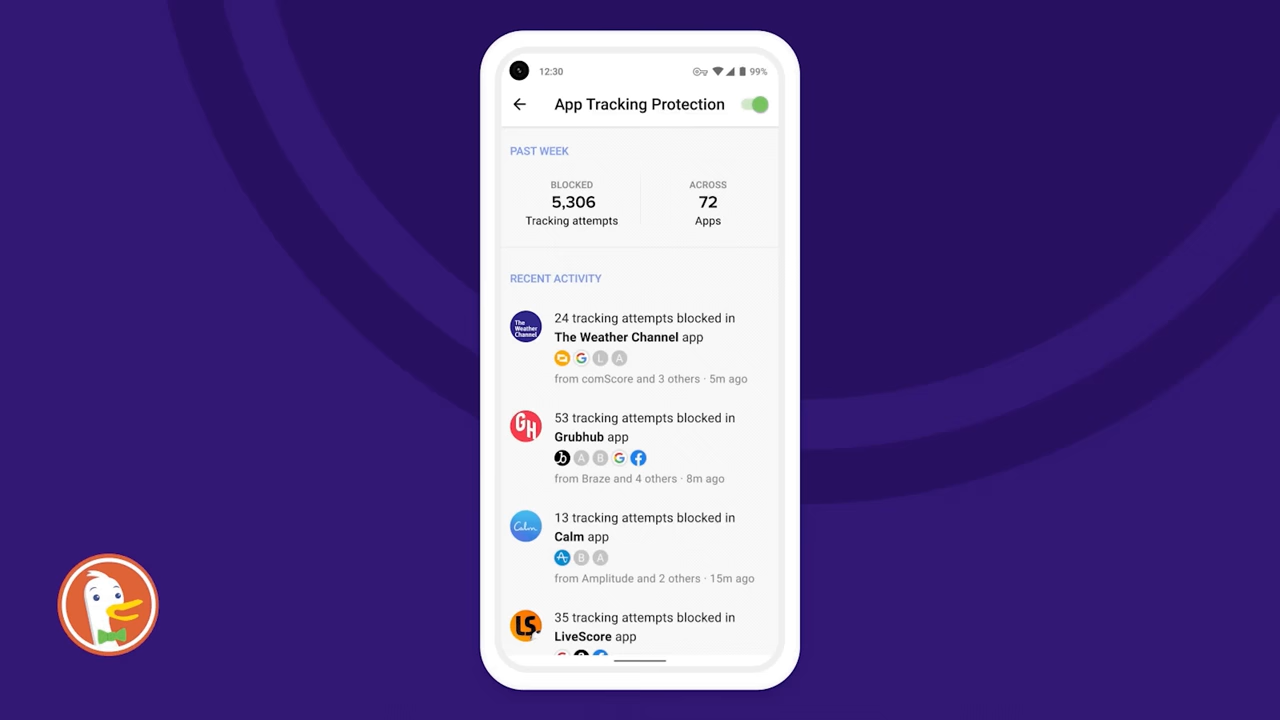 12:30
99%
App Tracking Protection
PAST WEEK
BLOCKED
5,306
Tracking attempts
ACROSS
72
Apps
RECENT ACTIVITY
The
Weather
Channel
24 tracking attempts blocked in
The Weather Channel app
G L A
from comScore and 3 others · 5m ago
GH
53 tracking attempts blocked in
Grubhub app
b A B G f
from Braze and 4 others · 8m ago
Calm
13 tracking attempts blocked in
Calm app
A B A
from Amplitude and 2 others · 15m ago
LS
35 tracking attempts blocked in
LiveScore app